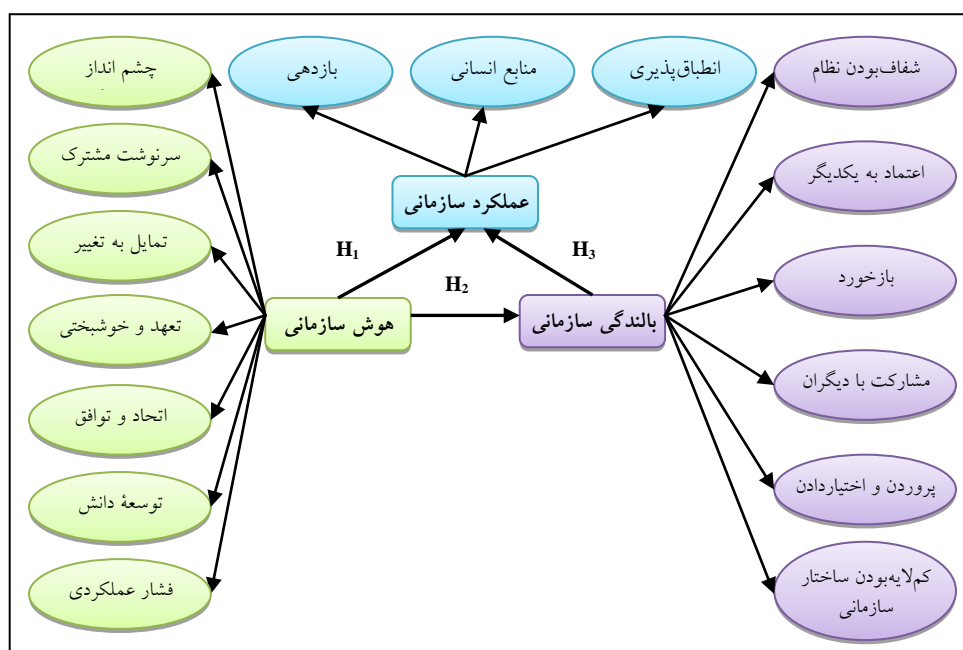 شفاف‌بودن نظام
انطباق‌پذیری
منابع انسانی
بازدهی
چشم انداز
اعتماد به یکدیگر
عملکرد سازمانی
سرنوشت مشترک
بازخورد
H3
H1
تمایل به تغییر
H2
بالندگی سازمانی
هوش سازمانی
تعهد و خوشبختی
مشارکت با دیگران
اتحاد و توافق
پروردن و اختیاردادن
توسعهٔ دانش
کم‌لایه‌بودن ساختار
سازمانی
فشار عملکردی